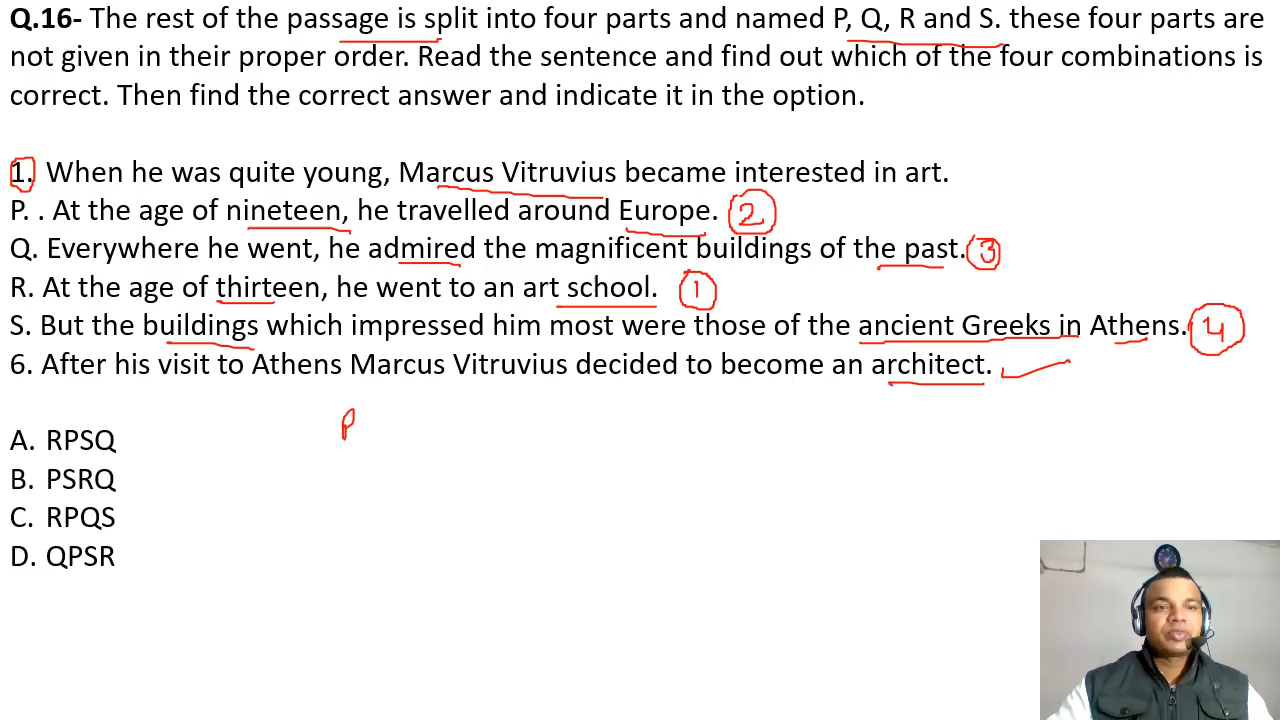 Q.16- The rest of the passage is split into four parts and named P, Q, R and S. these four parts are
not given in their proper order. Read the sentence and find out which of the four combinations is
correct. Then find the correct answer and indicate it in the option.
1. When he was quite young, Marcus Vitruvius became interested in art.
P. . At the age of nineteen, he travelled around Europe. 2
Q. Everywhere he went, he admired the magnificent buildings of the past. 3
R. At the age of thirteen, he went to an art school. 1
S. But the buildings which impressed him most were those of the ancient Greeks in Athens. 4
6. After his visit to Athens Marcus Vitruvius decided to become an architect.
P
A. RPSQ
B. PSRQ
C. RPQS
D. QPSR